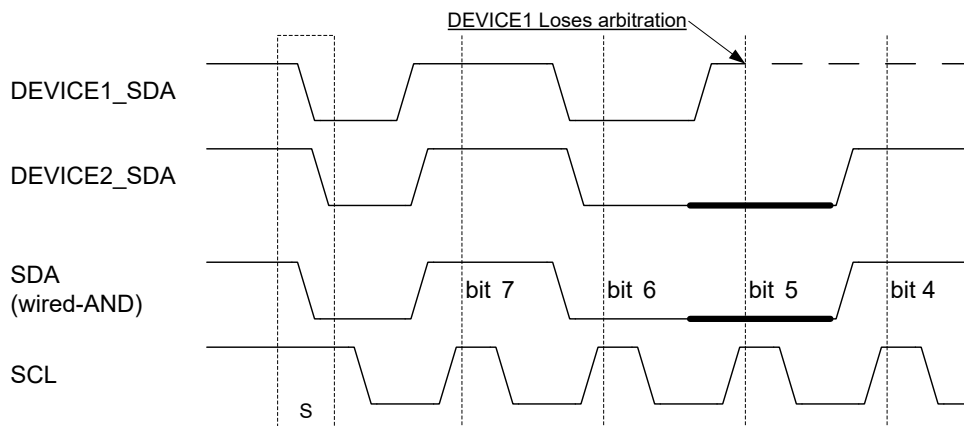 DEVICE1 Loses arbitration
DEVICE1_SDA
DEVICE2_SDA
SDA
(wired-AND)
bit 7 bit 6 bit 5 bit 4
SCL
S